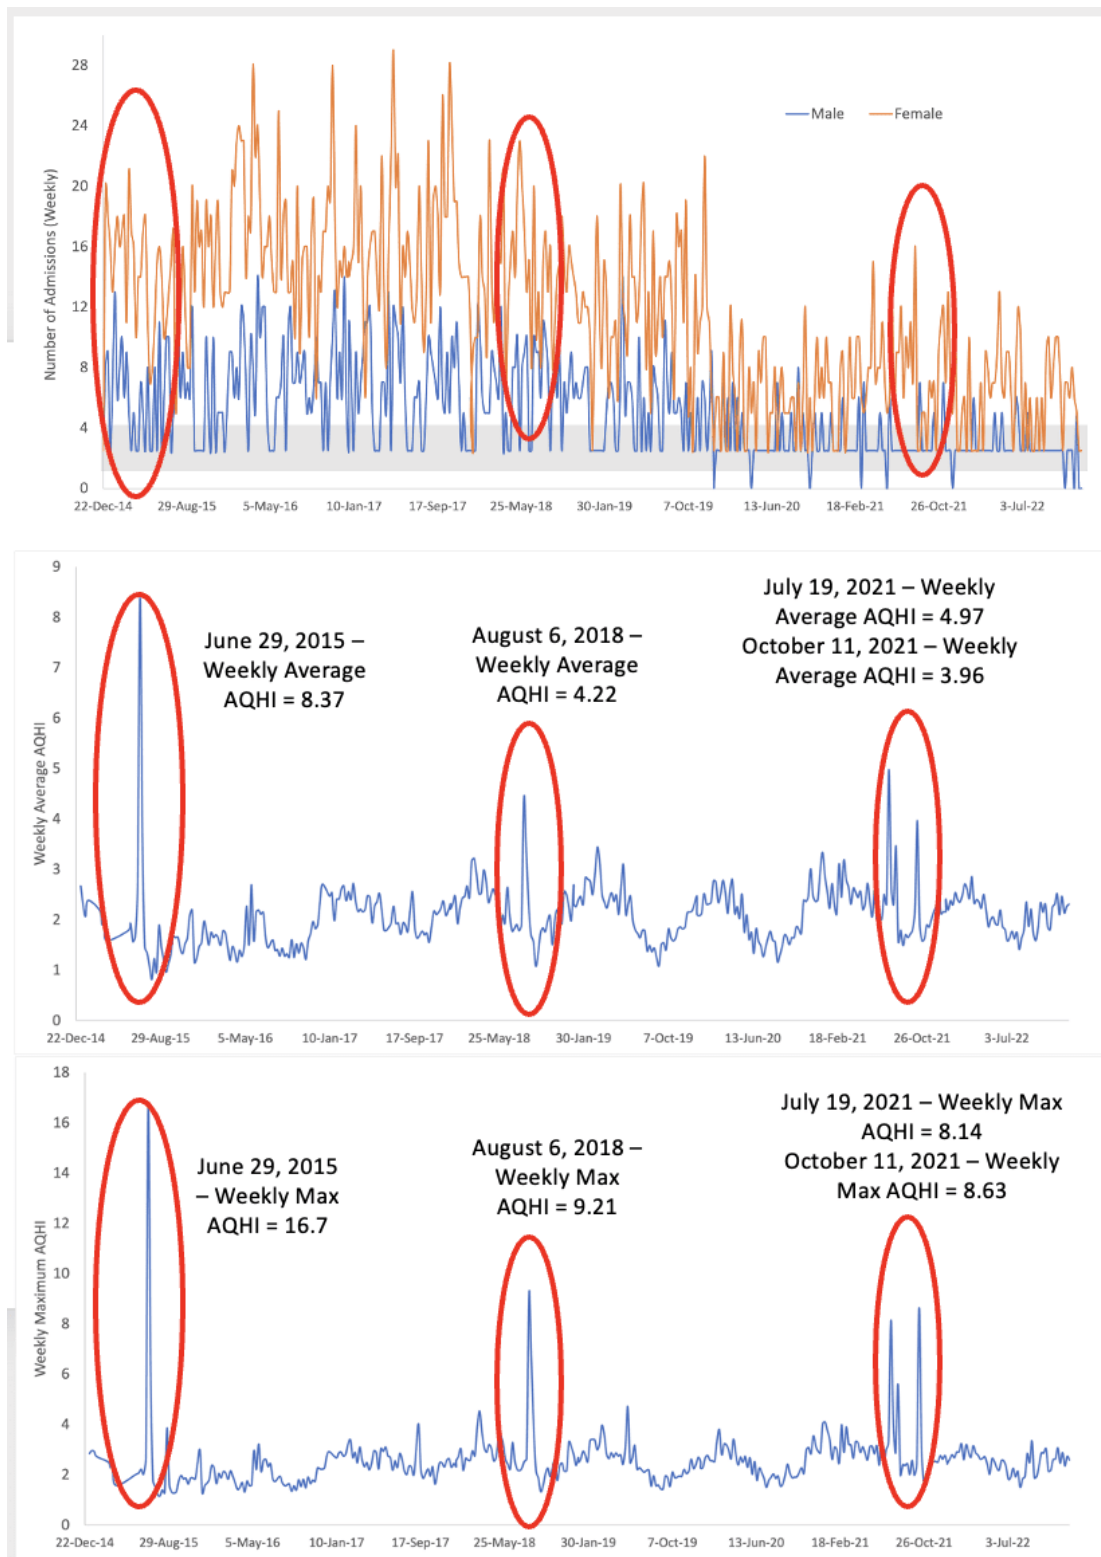 28
24
20
16
12
8
4
0
Number of Admissions (Weekly)
Male
Female
22-Dec-14 29-Aug-15 5-May-16 10-Jan-17 17-Sep-17 25-May-18 30-Jan-19 7-Oct-19 13-Jun-20 18-Feb-21 26-Oct-21 3-Jul-22
9
8
7
6
5
4
3
2
1
0
Weekly Average AQHI
June 29, 2015 –
Weekly Average
AQHI = 8.37
August 6, 2018 –
Weekly Average
AQHI = 4.22
July 19, 2021 – Weekly
Average AQHI = 4.97
October 11, 2021 – Weekly
Average AQHI = 3.96
22-Dec-14 29-Aug-15 5-May-16 10-Jan-17 17-Sep-17 25-May-18 30-Jan-19 7-Oct-19 13-Jun-20 18-Feb-21 26-Oct-21 3-Jul-22
18
16
14
12
10
8
6
4
2
0
Weekly Maximum AQHI
June 29, 2015
– Weekly Max
AQHI = 16.7
August 6, 2018 –
Weekly Max
AQHI = 9.21
July 19, 2021 – Weekly Max
AQHI = 8.14
October 11, 2021 – Weekly
Max AQHI = 8.63
22-Dec-14 29-Aug-15 5-May-16 10-Jan-17 17-Sep-17 25-May-18 30-Jan-19 7-Oct-19 13-Jun-20 18-Feb-21 26-Oct-21 3-Jul-22